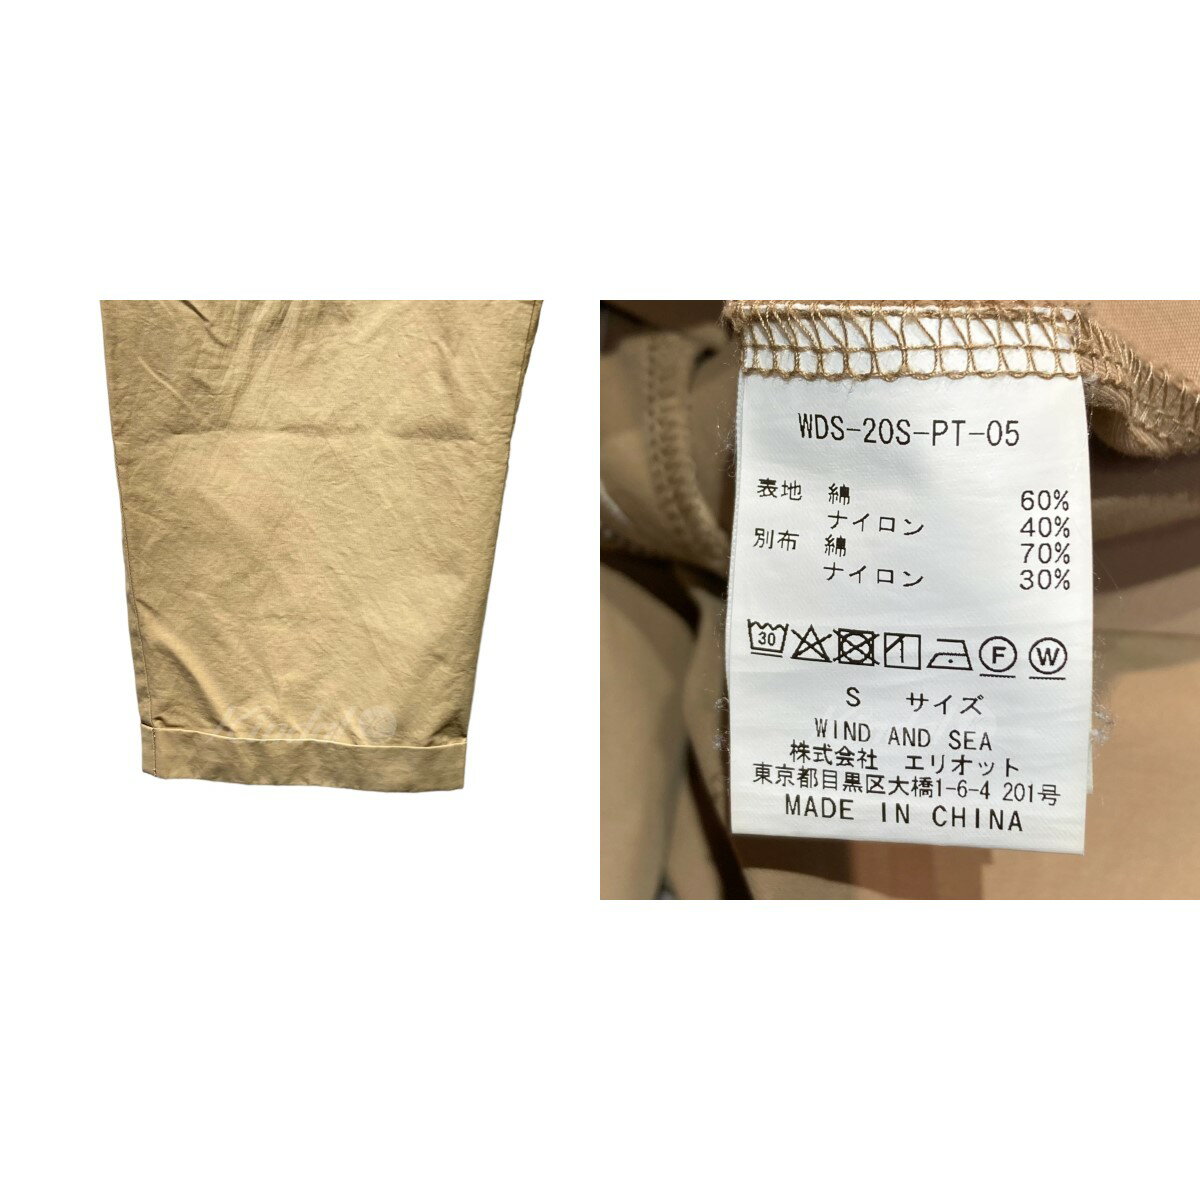 WDS-20S-PT-05
表地 綿 60%
ナイロン 40%
別布 綿 70%
ナイロン 30%
30 F W
S サイズ
WIND AND SEA
株式会社 エリオット
東京都目黒区大橋1-6-4 201号
MADE IN CHINA